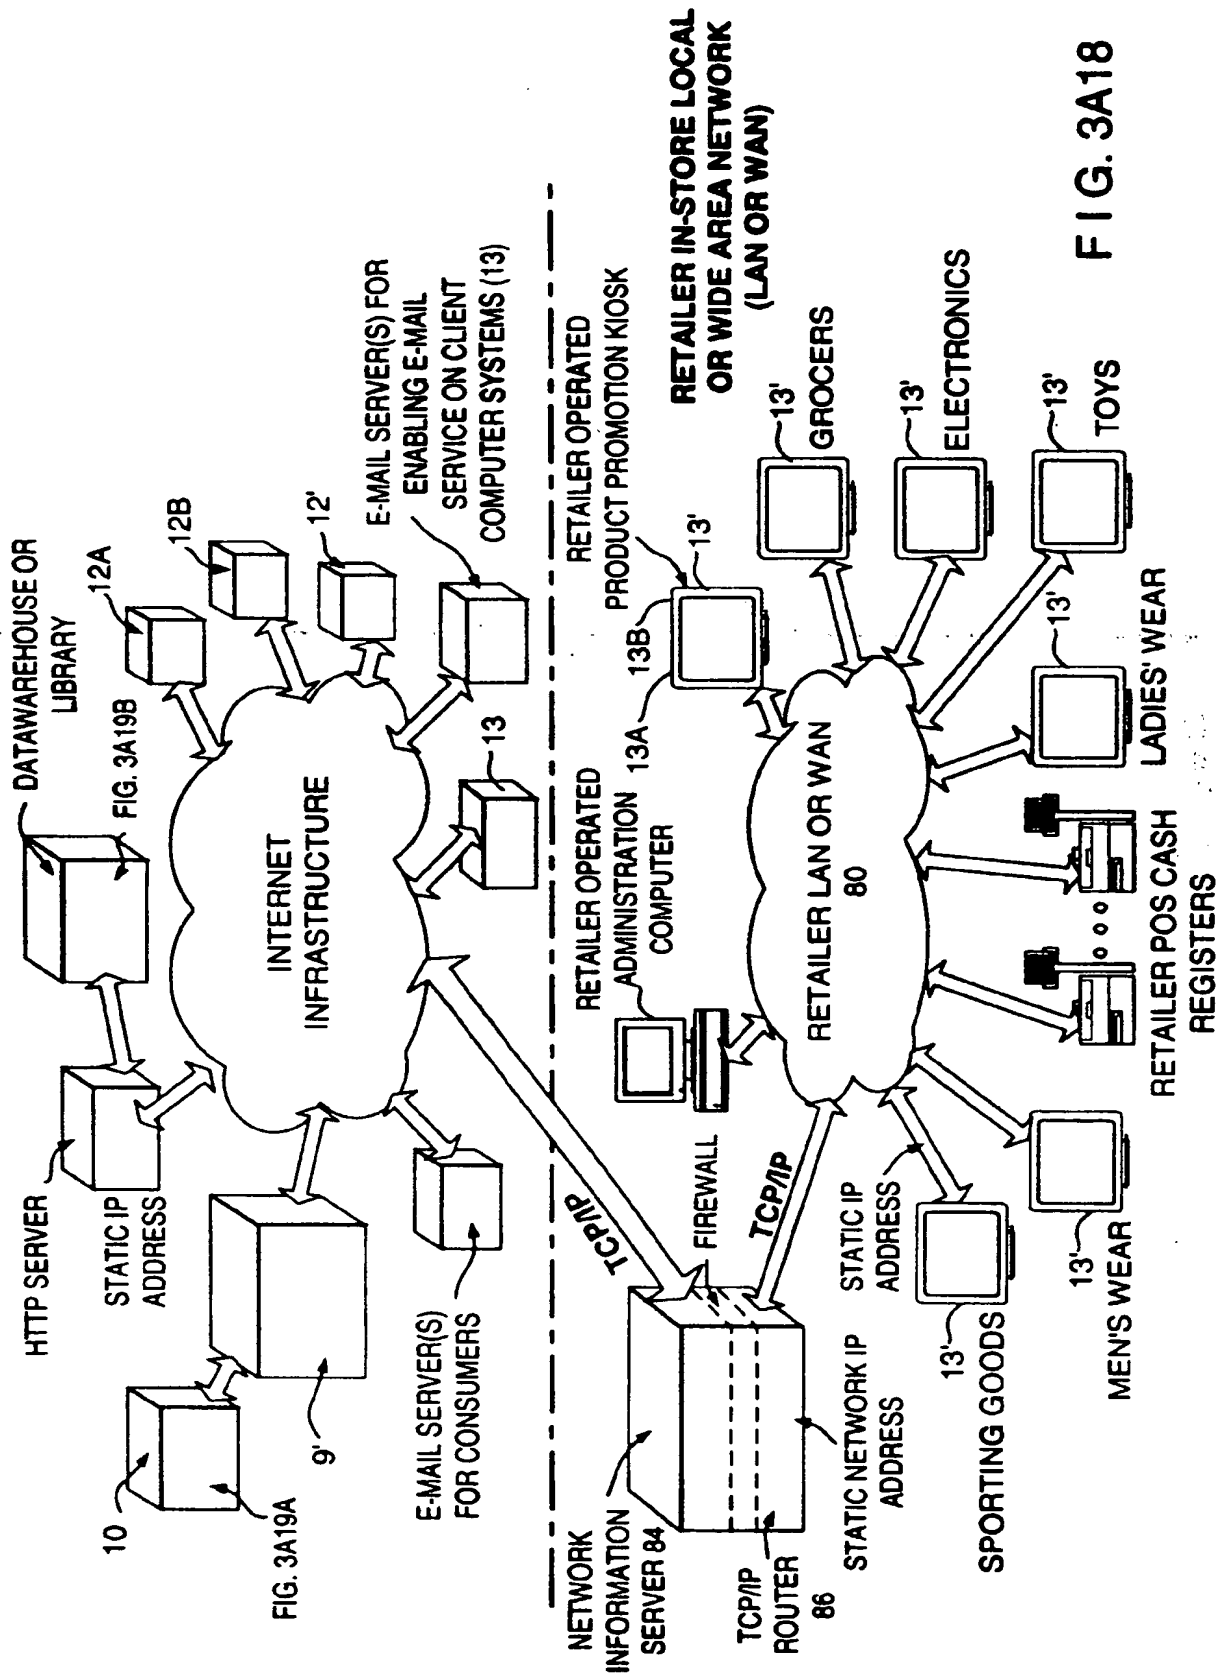 HTTP SERVER
STATIC IP
ADDRESS
DATAWAREHOUSE OR
LIBRARY
FIG. 3A19B
12A
12B
12'
E-MAIL SERVER(S) FOR
ENABLING E-MAIL
SERVICE ON CLIENT
COMPUTER SYSTEMS (13)
13
INTERNET
INFRASTRUCTURE
10
FIG. 3A19A
9'
E-MAIL SERVER(S)
FOR CONSUMERS
TCP/IP
NETWORK
INFORMATION
SERVER 84
TCP/IP
ROUTER
86
FIREWALL
TCP/IP
STATIC NETWORK IP
ADDRESS
RETAILER OPERATED
ADMINISTRATION
COMPUTER
RETAILER OPERATED
PRODUCT PROMOTION KIOSK
13A
13B
13'
RETAILER IN-STORE LOCAL
OR WIDE AREA NETWORK
(LAN OR WAN)
RETAILER LAN OR WAN
80
13'
GROCERS
13'
ELECTRONICS
13'
TOYS
13'
LADIES' WEAR
RETAILER POS CASH
REGISTERS
13'
MEN'S WEAR
STATIC IP
ADDRESS
13'
SPORTING GOODS
FIG. 3A18